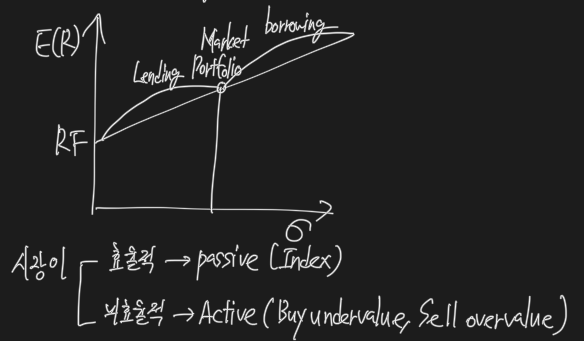 E(R)
Market
Portfolio
borrowing
Lending
RF
σ
시장이
효율적 → passive (Index)
비효율적 → Active (Buy undervalue, Sell overvalue)